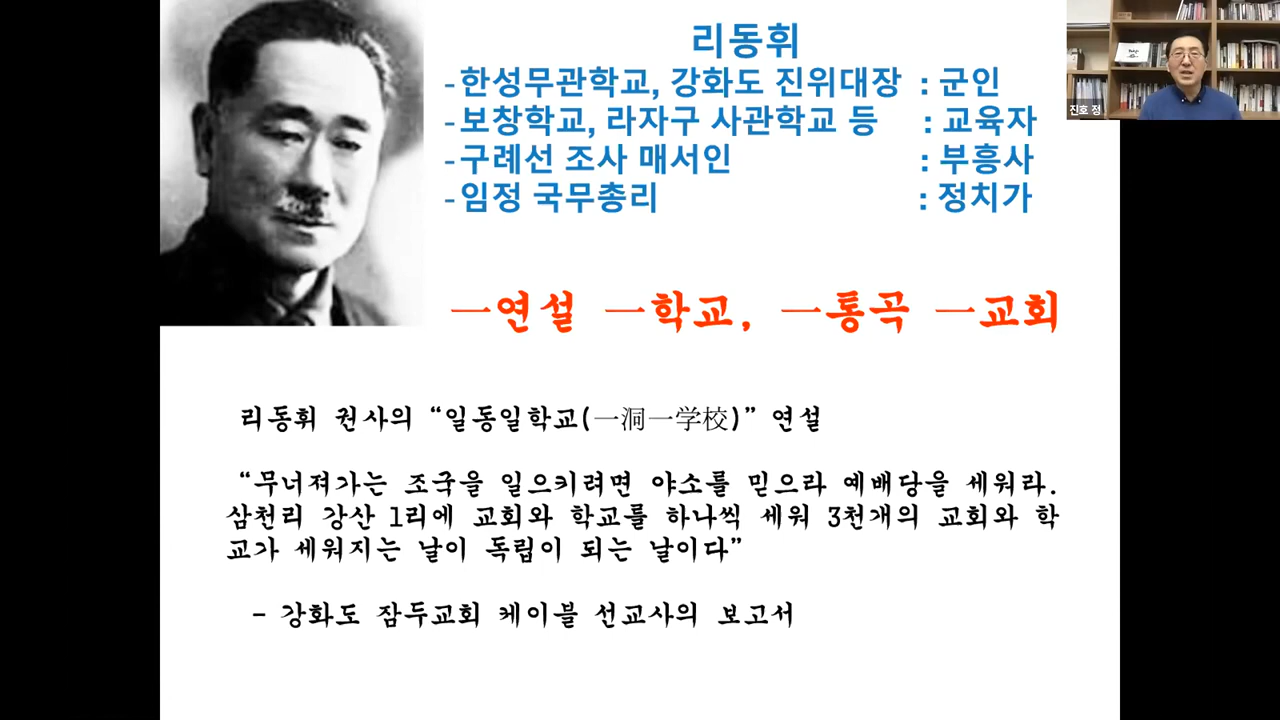 리동휘
-한성무관학교, 강화도 진위대장 : 군인
-보창학교, 라자구 사관학교 등 : 교육자
-구례선 조사 매서인 : 부흥사
-임정 국무총리 : 정치가
진호 정
一연설 一학교, 一통곡 一교회
리동휘 권사의 “일동일학교(一洞一学校)” 연설
“무너져가는 조국을 일으키려면 야소를 믿으라 예배당을 세워라.
삼천리 강산 1리에 교회와 학교를 하나씩 세워 3천개의 교회와 학
교가 세워지는 날이 독립이 되는 날이다”
- 강화도 잠두교회 케이블 선교사의 보고서